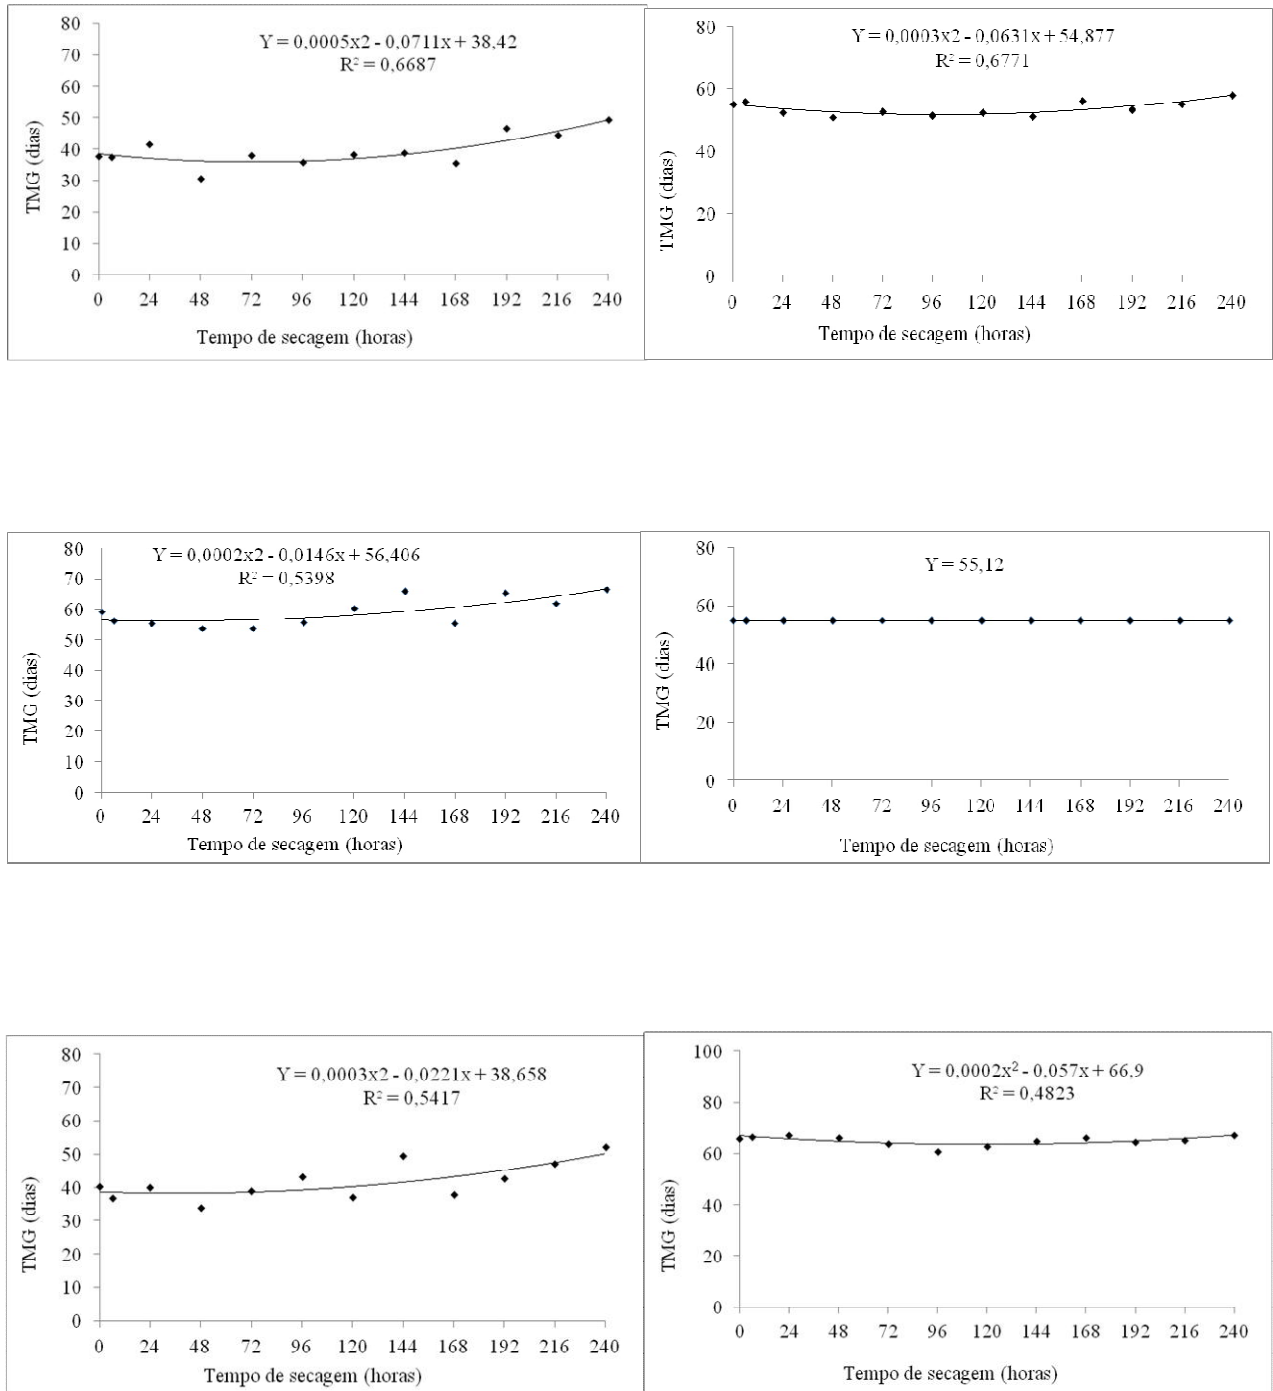 Y = 0,0005x2 - 0,0711x + 38,42
R² = 0,6687
80
70
60
50
40
30
20
10
0
TMG (dias)
0 24 48 72 96 120 144 168 192 216 240
Tempo de secagem (horas)
Y = 0,0003x2 - 0,0631x + 54,877
R² = 0,6771
80
60
40
20
0
TMG (dias)
0 24 48 72 96 120 144 168 192 216 240
Tempo de secagem (horas)
Y = 0,0002x2 - 0,0146x + 56,406
R² = 0,5398
80
70
60
50
40
30
20
10
0
TMG (dias)
0 24 48 72 96 120 144 168 192 216 240
Tempo de secagem (horas)
Y = 55,12
80
60
40
20
0
TMG (dias)
0 24 48 72 96 120 144 168 192 216 240
Tempo de secagem (horas)
Y = 0,0003x2 - 0,0221x + 38,658
R² = 0,5417
80
70
60
50
40
30
20
10
0
TMG (dias)
0 24 48 72 96 120 144 168 192 216 240
Tempo de secagem (horas)
Y = 0,0002x² - 0,057x + 66,9
R² = 0,4823
100
80
60
40
20
0
TMG (dias)
0 24 48 72 96 120 144 168 192 216 240
Tempo de secagem (horas)